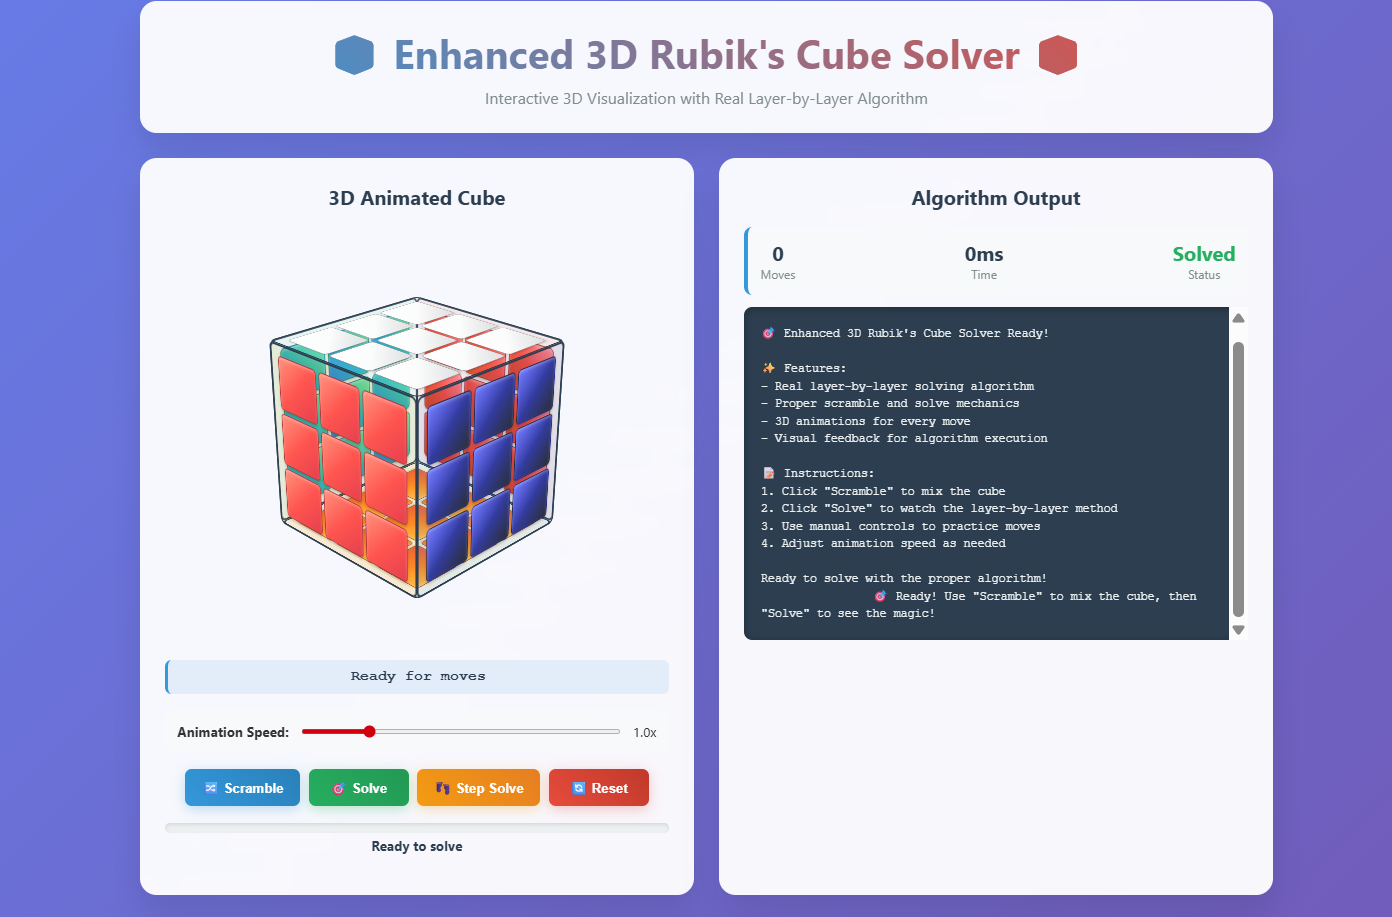 Enhanced 3D Rubik's Cube Solver
Interactive 3D Visualization with Real Layer-by-Layer Algorithm
3D Animated Cube
Ready for moves
Animation Speed:
1.0x
Scramble
Solve
Step Solve
Reset
Ready to solve
Algorithm Output
0
Moves
0ms
Time
Solved
Status
🎯 Enhanced 3D Rubik's Cube Solver Ready!
✨ Features:
- Real layer-by-layer solving algorithm
- Proper scramble and solve mechanics
- 3D animations for every move
- Visual feedback for algorithm execution
📝 Instructions:
1. Click "Scramble" to mix the cube
2. Click "Solve" to watch the layer-by-layer method
3. Use manual controls to practice moves
4. Adjust animation speed as needed
Ready to solve with the proper algorithm!
🎯 Ready! Use "Scramble" to mix the cube, then
"Solve" to see the magic!